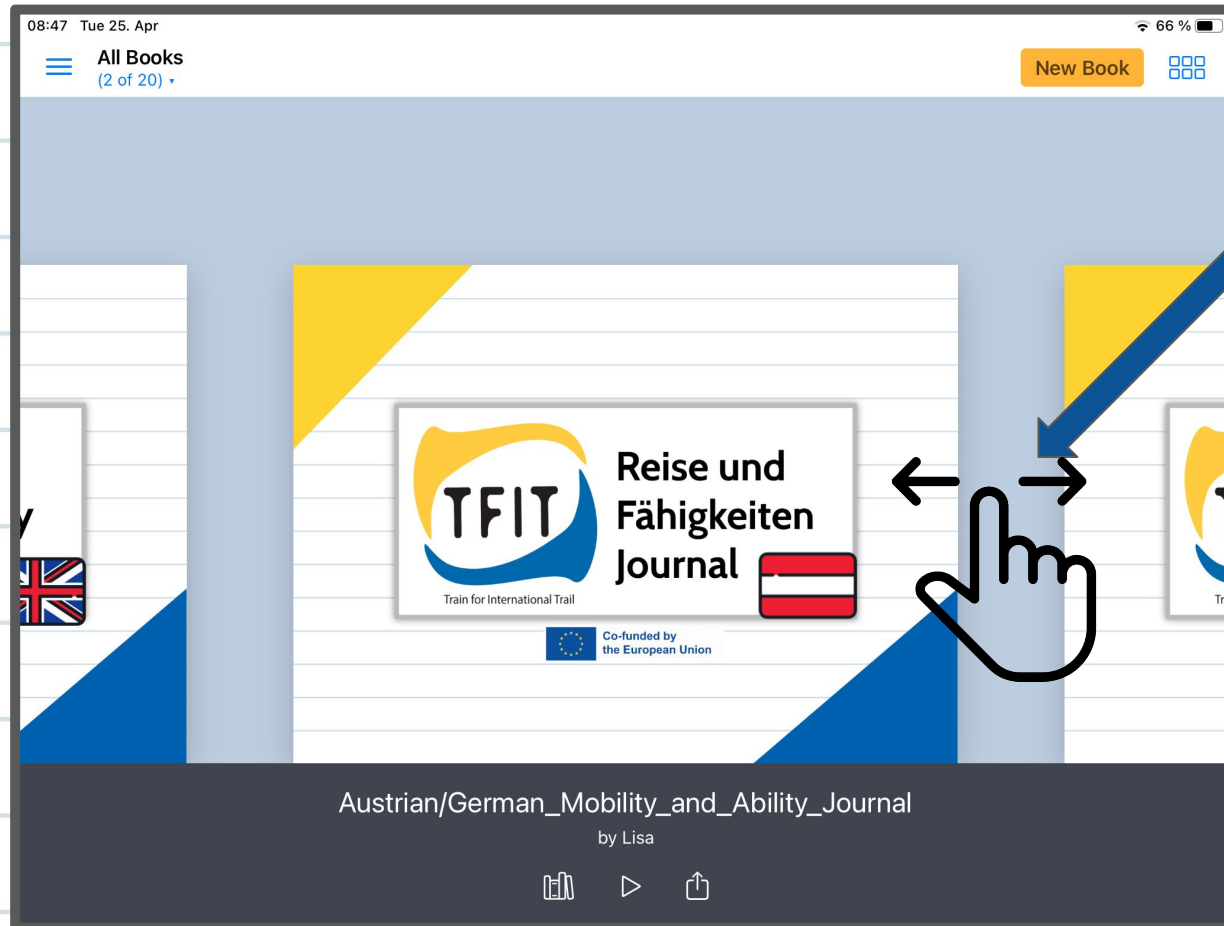 08:47 Tue 25. Apr
66 %
All Books
(2 of 20)
New Book
y
TFIT
Reise und
Fähigkeiten
Journal
Train for International Trail
Co-funded by
the European Union
T
Tr
Austrian/German_Mobility_and_Ability_Journal
by Lisa